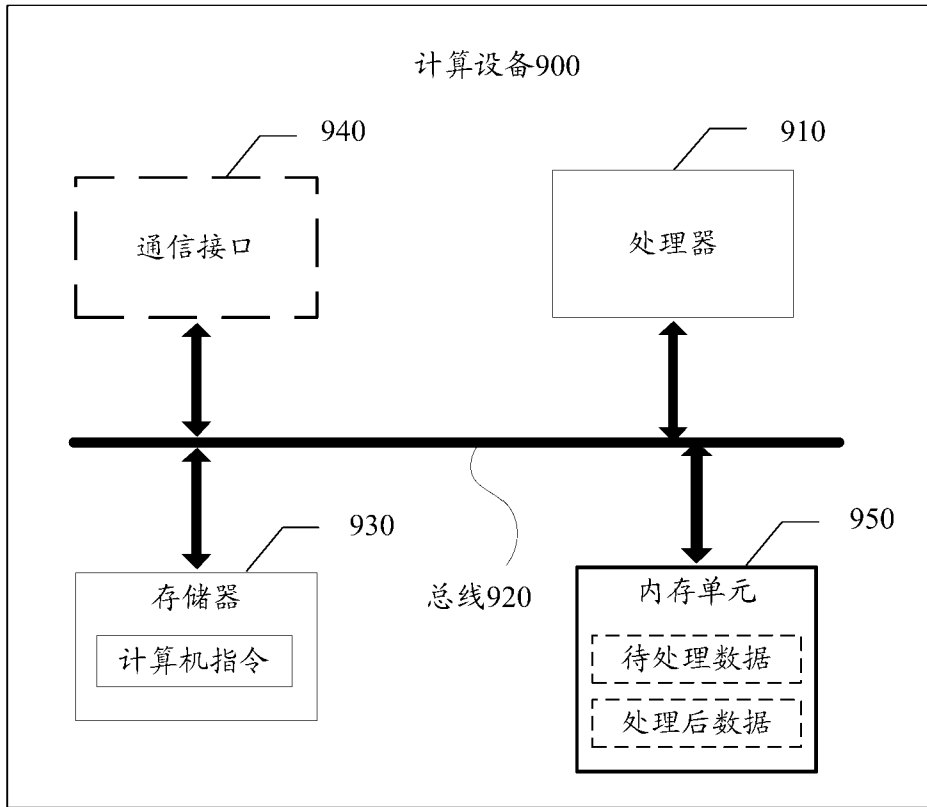 计算设备900
940
910
通信接口
处理器
930
950
总线920
存储器
计算机指令
内存单元
待处理数据
处理后数据